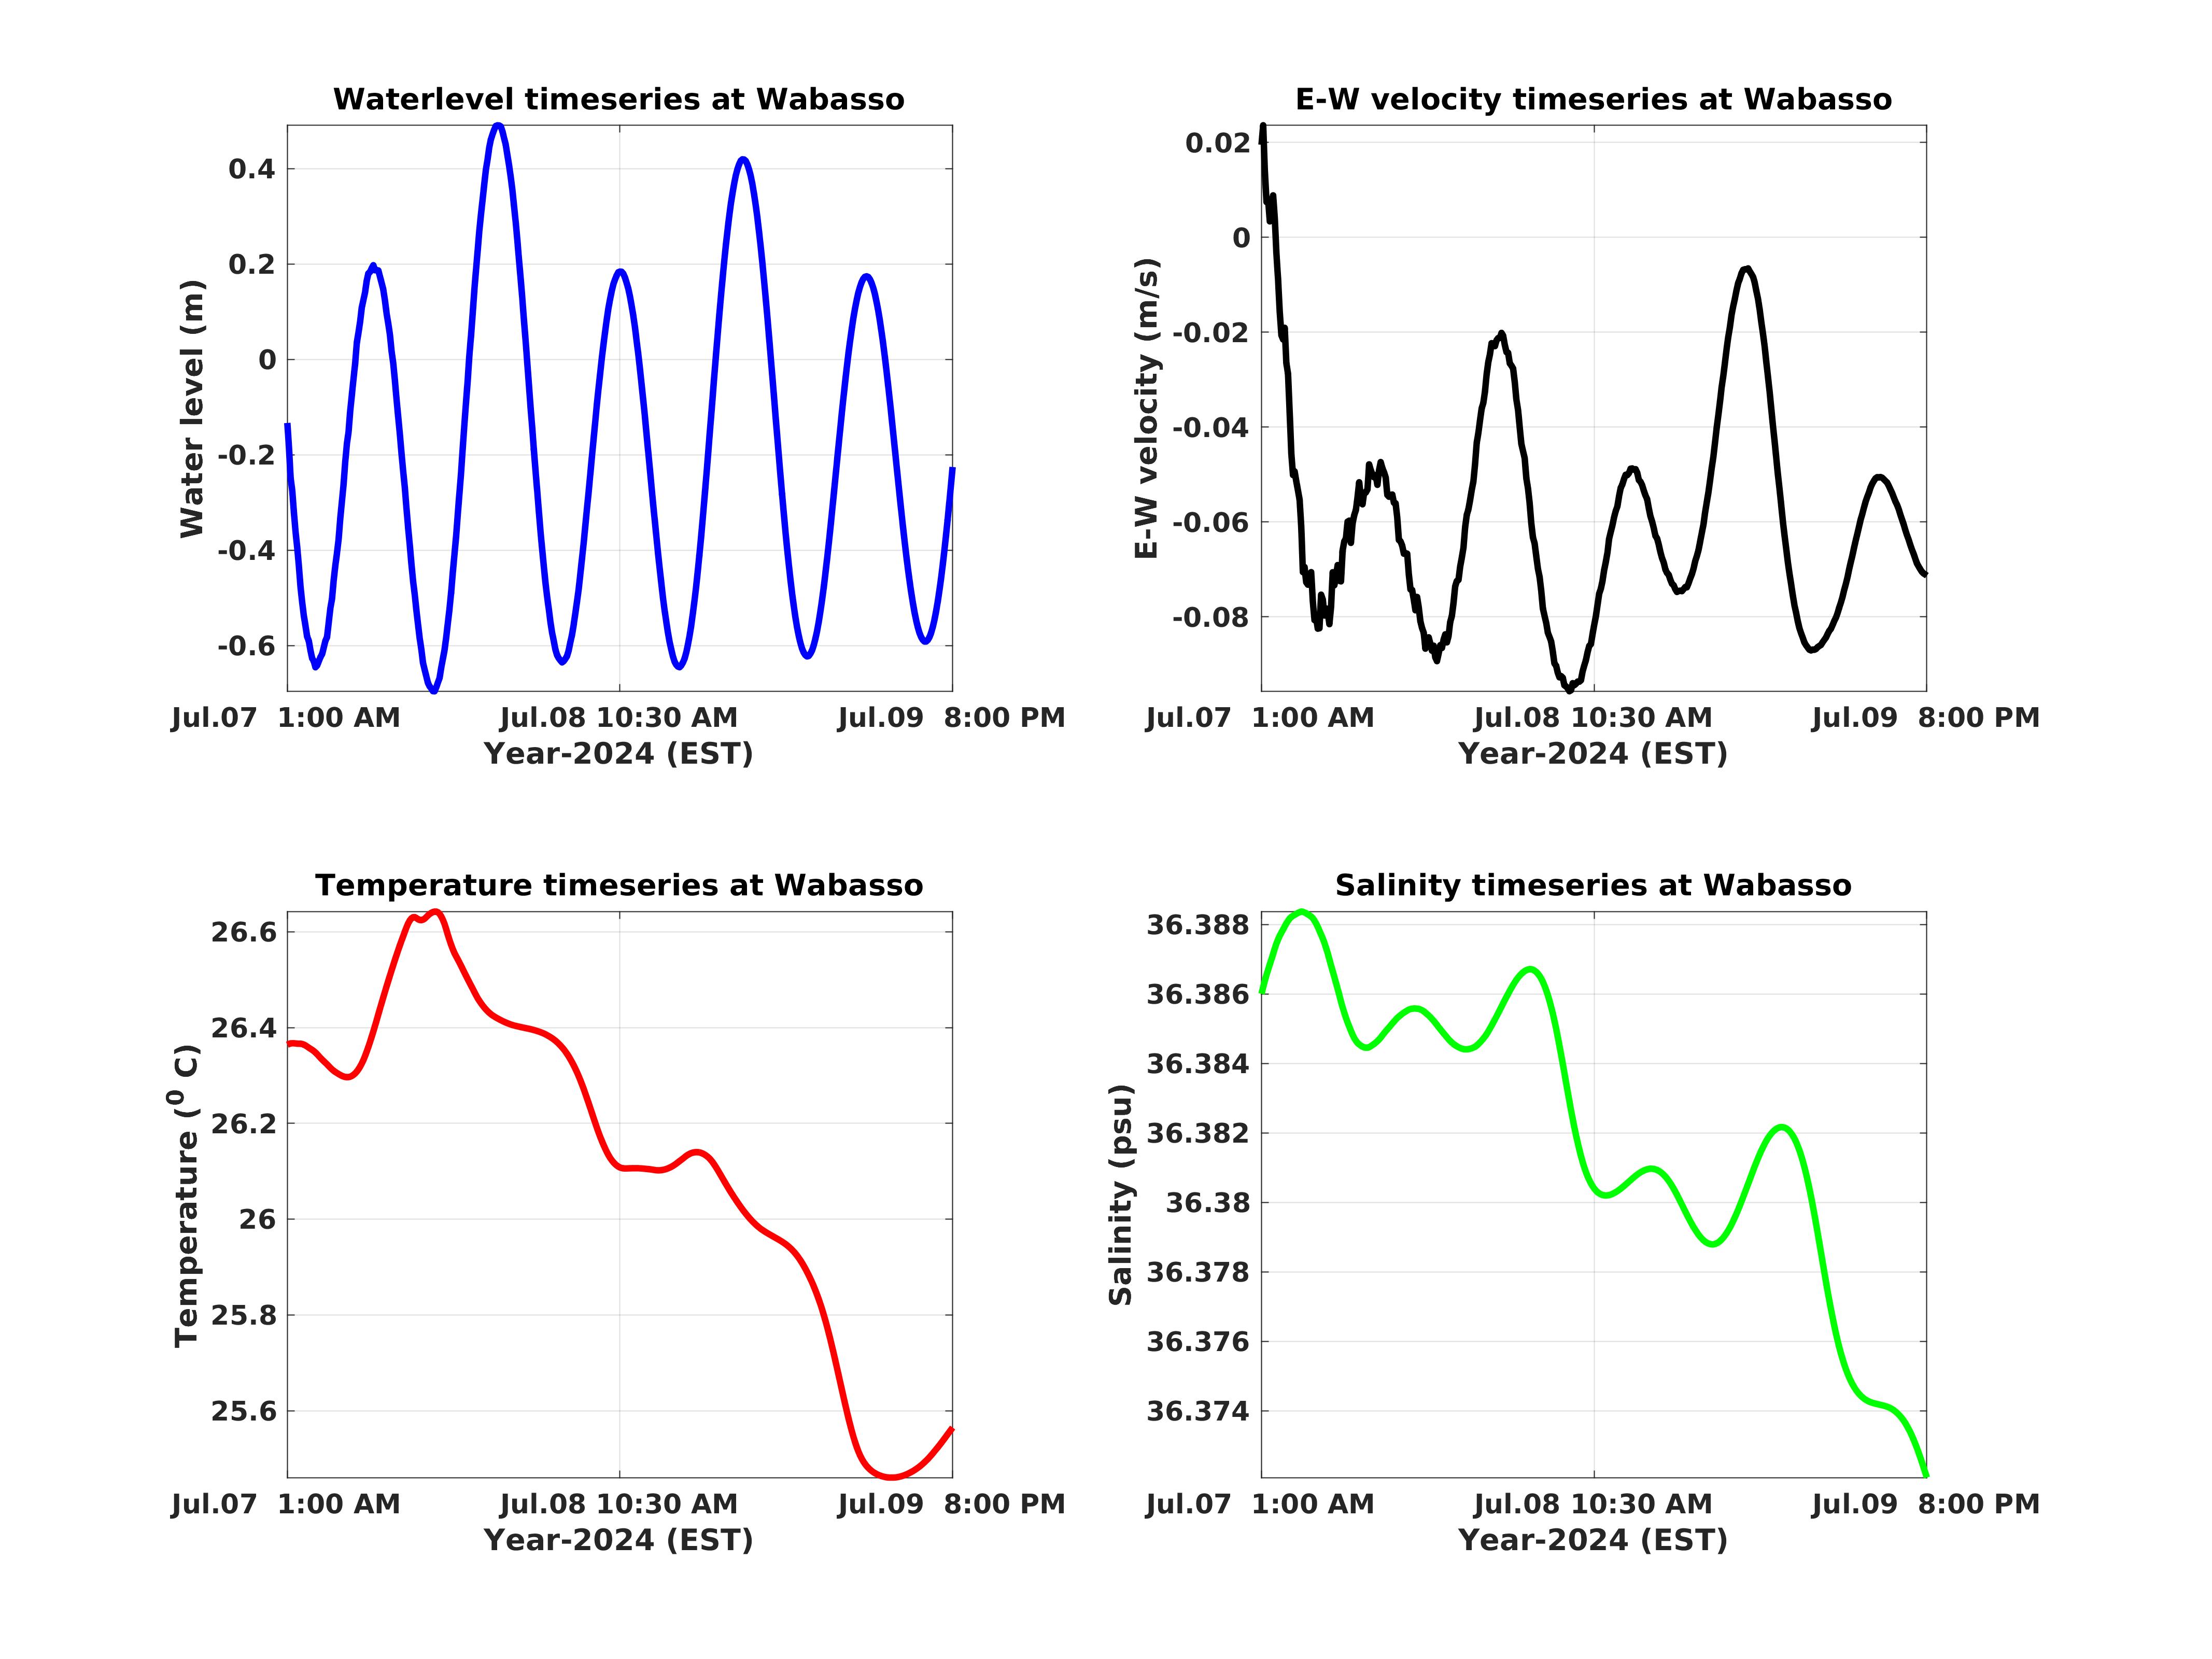 Waterlevel timeseries at Wabasso
0.4
0.2
0
-0.2
-0.4
-0.6
Water level (m)
Jul.07 1:00 AM Jul.08 10:30 AM Jul.09 8:00 PM
Year-2024 (EST)
E-W velocity timeseries at Wabasso
0.02
0
-0.02
-0.04
-0.06
-0.08
E-W velocity (m/s)
Jul.07 1:00 AM Jul.08 10:30 AM Jul.09 8:00 PM
Year-2024 (EST)
Temperature timeseries at Wabasso
26.6
26.4
26.2
26
25.8
25.6
Temperature (⁰ C)
Jul.07 1:00 AM Jul.08 10:30 AM Jul.09 8:00 PM
Year-2024 (EST)
Salinity timeseries at Wabasso
36.388
36.386
36.384
36.382
36.38
36.378
36.376
36.374
Salinity (psu)
Jul.07 1:00 AM Jul.08 10:30 AM Jul.09 8:00 PM
Year-2024 (EST)